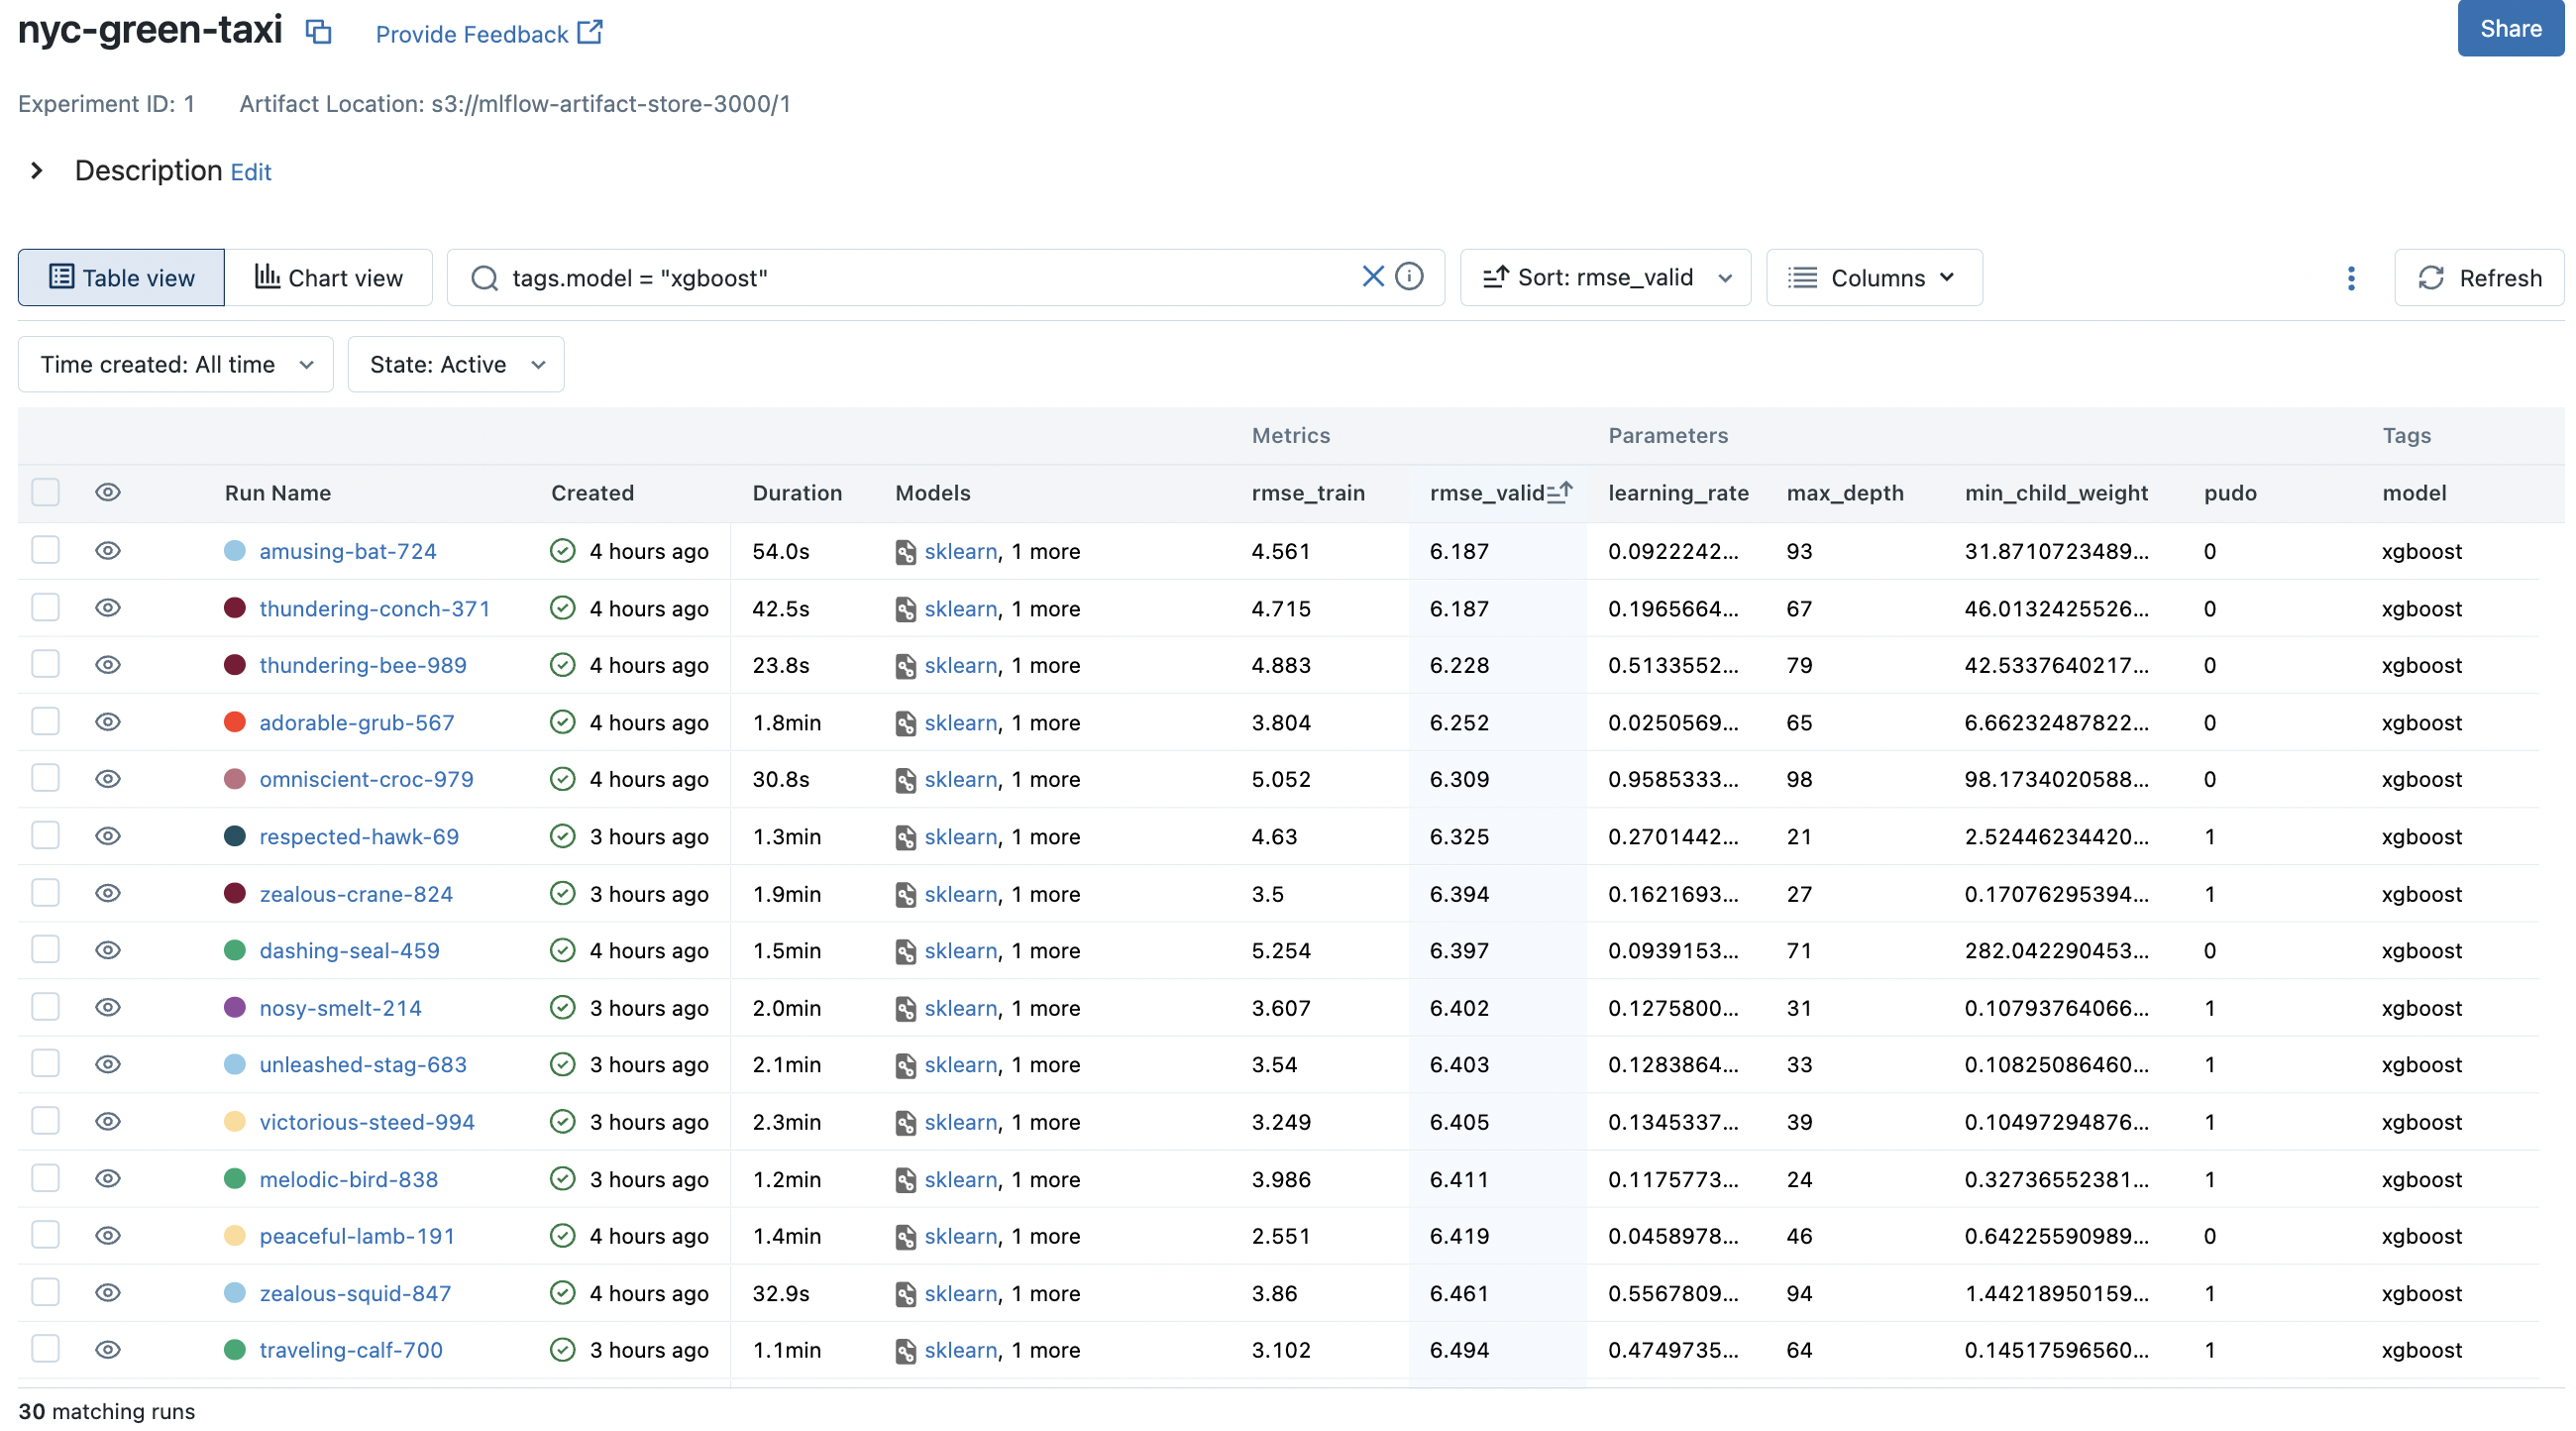 nyc-green-taxi Provide Feedback Share
Experiment ID: 1 Artifact Location: s3://mlflow-artifact-store-3000/1
Description Edit
Table view Chart view tags.model = "xgboost" Sort: rmse_valid Columns Refresh
Time created: All time State: Active
Metrics Parameters Tags
Run Name Created Duration Models rmse_train rmse_valid learning_rate max_depth min_child_weight pudo model
amusing-bat-724 4 hours ago 54.0s sklearn, 1 more 4.561 6.187 0.0922242... 93 31.8710723489... 0 xgboost
thundering-conch-371 4 hours ago 42.5s sklearn, 1 more 4.715 6.187 0.1965664... 67 46.0132425526... 0 xgboost
thundering-bee-989 4 hours ago 23.8s sklearn, 1 more 4.883 6.228 0.5133552... 79 42.5337640217... 0 xgboost
adorable-grub-567 4 hours ago 1.8min sklearn, 1 more 3.804 6.252 0.0250569... 65 6.66232487822... 0 xgboost
omniscient-croc-979 4 hours ago 30.8s sklearn, 1 more 5.052 6.309 0.9585333... 98 98.1734020588... 0 xgboost
respected-hawk-69 3 hours ago 1.3min sklearn, 1 more 4.63 6.325 0.2701442... 21 2.52446234420... 1 xgboost
zealous-crane-824 3 hours ago 1.9min sklearn, 1 more 3.5 6.394 0.1621693... 27 0.17076295394... 1 xgboost
dashing-seal-459 4 hours ago 1.5min sklearn, 1 more 5.254 6.397 0.0939153... 71 282.042290453... 0 xgboost
nosy-smelt-214 3 hours ago 2.0min sklearn, 1 more 3.607 6.402 0.1275800... 31 0.10793764066... 1 xgboost
unleashed-stag-683 3 hours ago 2.1min sklearn, 1 more 3.54 6.403 0.1283864... 33 0.10825086460... 1 xgboost
victorious-steed-994 3 hours ago 2.3min sklearn, 1 more 3.249 6.405 0.1345337... 39 0.10497294876... 1 xgboost
melodic-bird-838 3 hours ago 1.2min sklearn, 1 more 3.986 6.411 0.1175773... 24 0.32736552381... 1 xgboost
peaceful-lamb-191 4 hours ago 1.4min sklearn, 1 more 2.551 6.419 0.0458978... 46 0.64225590989... 0 xgboost
zealous-squid-847 4 hours ago 32.9s sklearn, 1 more 3.86 6.461 0.5567809... 94 1.44218950159... 1 xgboost
traveling-calf-700 3 hours ago 1.1min sklearn, 1 more 3.102 6.494 0.4749735... 64 0.14517596560... 1 xgboost
30 matching runs